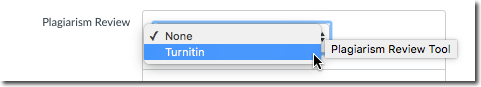 Plagiarism Review
✓ None
Turnitin
Plagiarism Review Tool